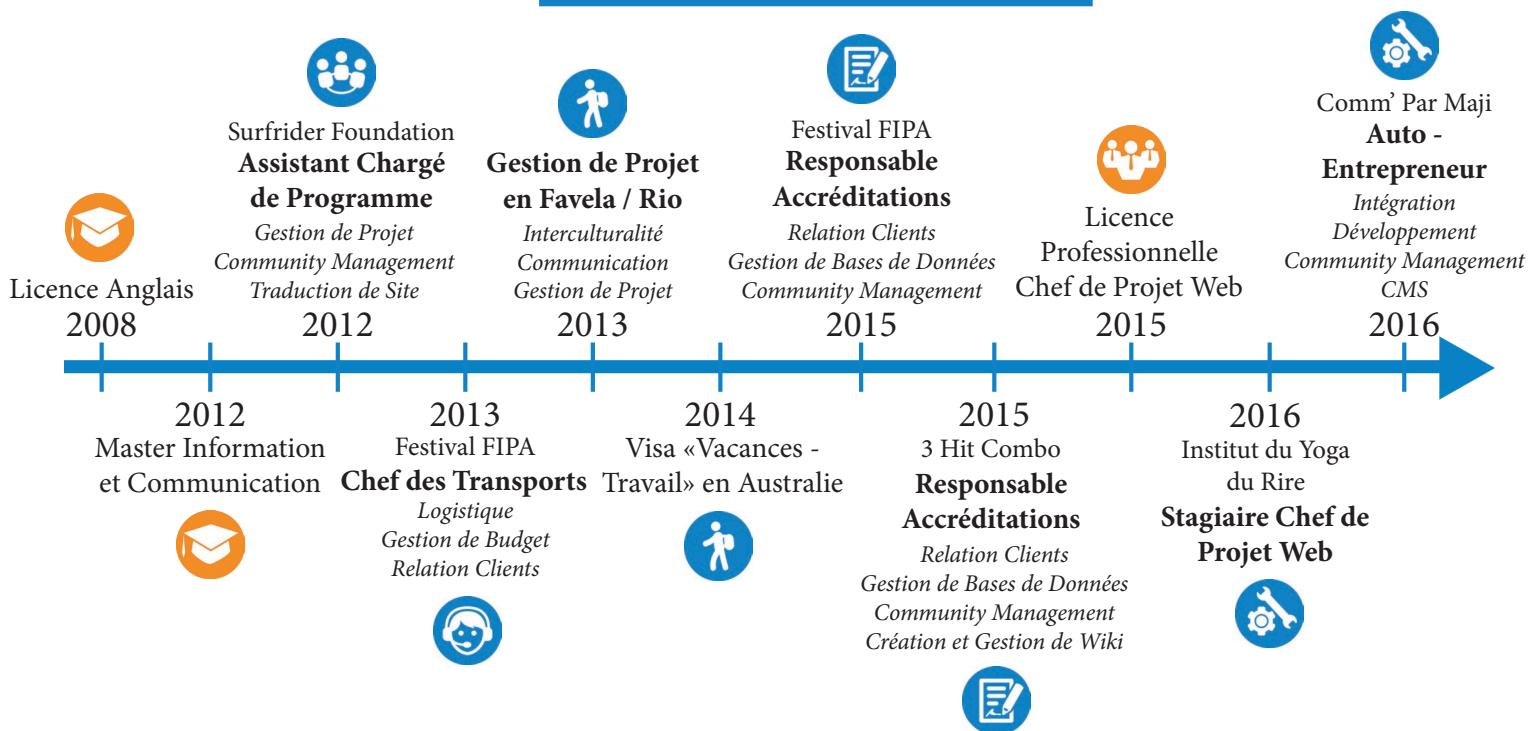 Licence Anglais
2008
2012
Master Information
et Communication
Surfrider Foundation
Assistant Chargé
de Programme
Gestion de Projet
Community Management
Traduction de Site
2012
2013
Festival FIPA
Chef des Transports
Logistique
Gestion de Budget
Relation Clients
Gestion de Projet
en Favela / Rio
Interculturalité
Communication
Gestion de Projet
2013
2014
Visa «Vacances -
Travail» en Australie
Festival FIPA
Responsable
Accréditations
Relation Clients
Gestion de Bases de Données
Community Management
2015
2015
3 Hit Combo
Responsable
Accréditations
Relation Clients
Gestion de Bases de Données
Community Management
Création et Gestion de Wiki
Licence
Professionnelle
Chef de Projet Web
2015
2016
Institut du Yoga
du Rire
Stagiaire Chef de
Projet Web
Comm' Par Maji
Auto -
Entrepreneur
Intégration
Développement
Community Management
CMS
2016